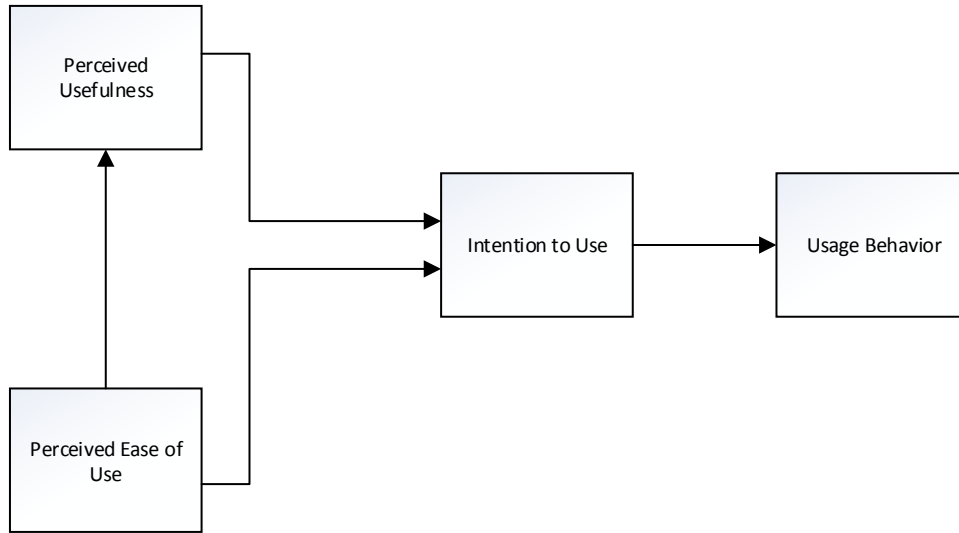 Perceived
Usefulness
Intention to Use
Usage Behavior
Perceived Ease of
Use